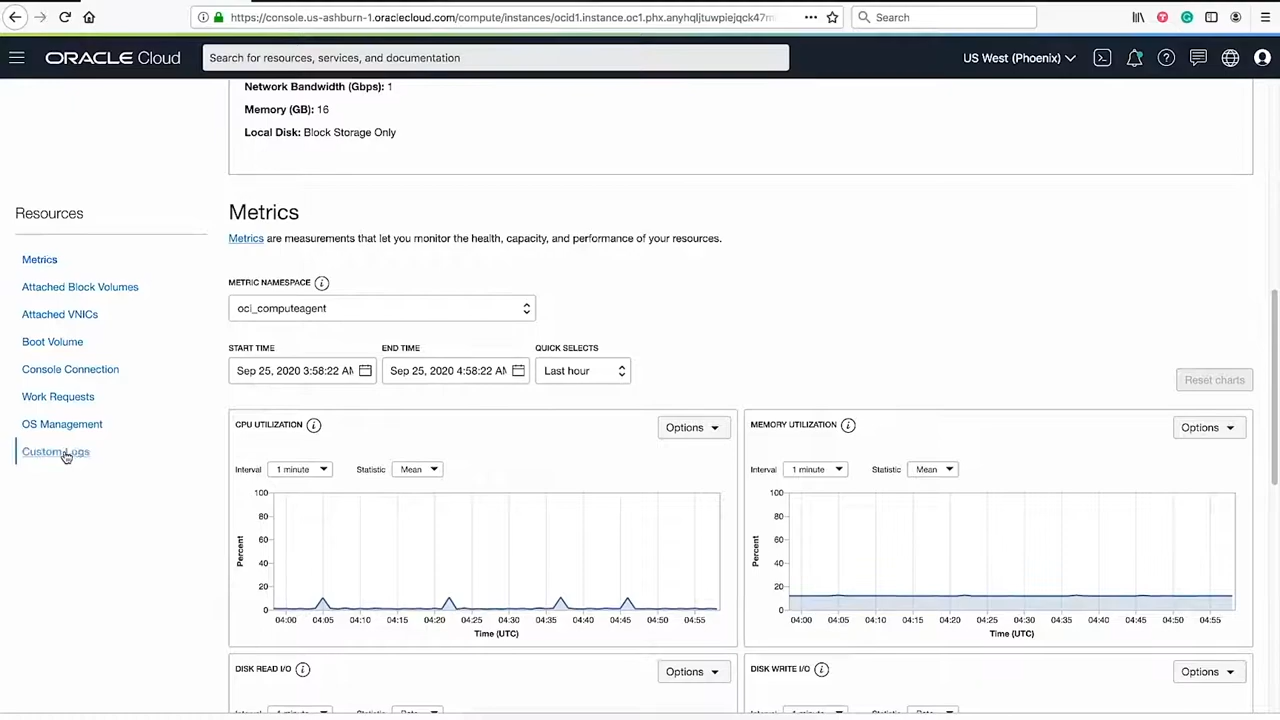 https://console.us-ashburn-1.oraclecloud.com/compute/instances/ocid1.instance.oc1.phx.anyhqljtuwpiejqck47m
Search
ORACLE Cloud
Search for resources, services, and documentation
US West (Phoenix)
Network Bandwidth (Gbps): 1
Memory (GB): 16
Local Disk: Block Storage Only
Resources
Metrics
Attached Block Volumes
Attached VNICs
Boot Volume
Console Connection
Work Requests
OS Management
Custom Logs
Metrics
Metrics are measurements that let you monitor the health, capacity, and performance of your resources.
METRIC NAMESPACE
oci_computeagent
START TIME
END TIME
QUICK SELECTS
Sep 25, 2020 3:58:22 AM
Sep 25, 2020 4:58:22 AM
Last hour
Reset charts
CPU UTILIZATION
Options
Interval
1 minute
Statistic
Mean
100
80
60
40
20
0
Percent
04:00 04:05 04:10 04:15 04:20 04:25 04:30 04:35 04:40 04:45 04:50 04:55
Time (UTC)
MEMORY UTILIZATION
Options
Interval
1 minute
Statistic
Mean
100
80
60
40
20
0
Percent
04:00 04:05 04:10 04:15 04:20 04:25 04:30 04:35 04:40 04:45 04:50 04:55
Time (UTC)
DISK READ I/O
Options
Interval
1 minute
Statistic
DISK WRITE I/O
Options
Interval
1 minute
Statistic